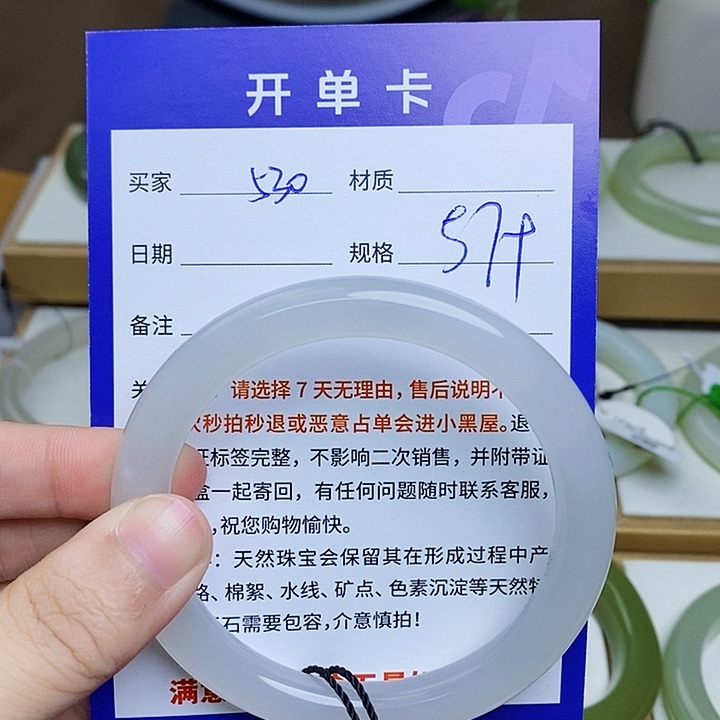 开单卡
买家 530 材质
日期 规格 57
备注
关
请选择7天无理由，售后说明
秒拍秒退或恶意占单会进小黑屋。退
标签完整，不影响二次销售，并附带证
盒一起寄回，有任何问题随时联系客服，
，祝您购物愉快。
：天然珠宝会保留其在形成过程中产
、棉絮、水线、矿点、色素沉淀等天然特
石需要包容，介意慎拍！
满意